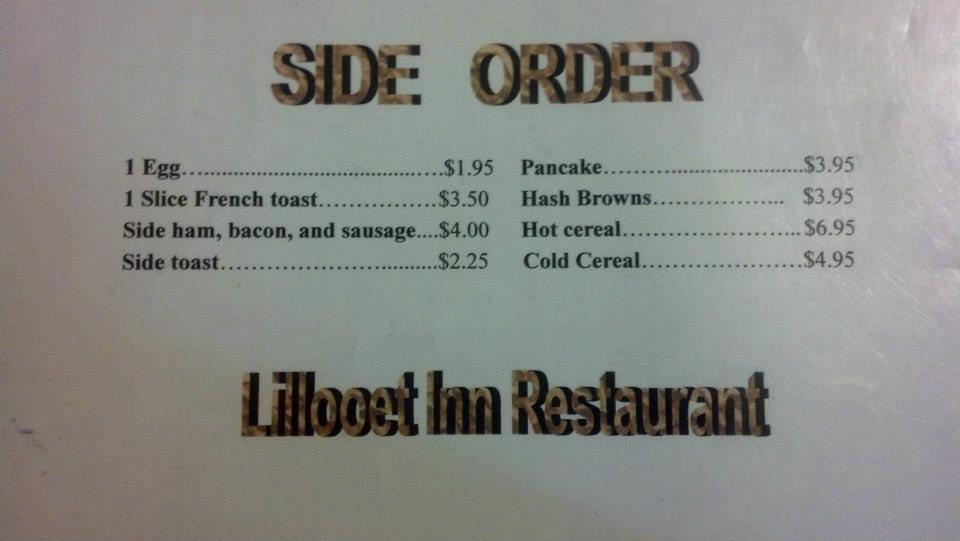 SIDE ORDER
1 Egg.......................................................$1.95
1 Slice French toast..................$3.50
Side ham, bacon, and sausage....$4.00
Side toast....................................$2.25
Pancake....................................$3.95
Hash Browns..................... $3.95
Hot cereal............................$6.95
Cold Cereal.........................$4.95
Lillooet Inn Restaurant